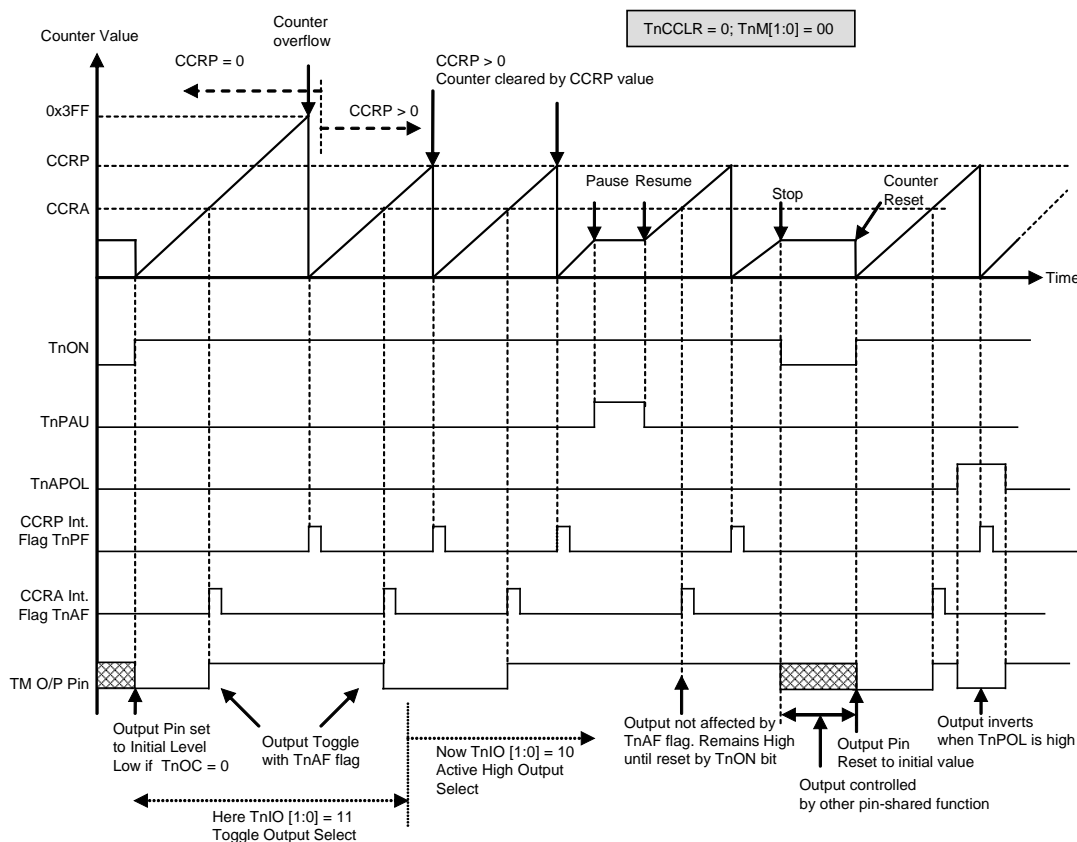 TnCCLR = 0; TnM[1:0] = 00
Counter Value
Counter
overflow
CCRP = 0
CCRP > 0
CCRP > 0
Counter cleared by CCRP value
0x3FF
CCRP
CCRA
Pause Resume
Stop
Counter
Reset
Time
TnON
TnPAU
TnAPOL
CCRP Int.
Flag TnPF
CCRA Int.
Flag TnAF
TM O/P Pin
Output Pin set
to Initial Level
Low if TnOC = 0
Output Toggle
with TnAF flag
Now TnIO [1:0] = 10
Active High Output
Select
Here TnIO [1:0] = 11
Toggle Output Select
Output not affected by
TnAF flag. Remains High
until reset by TnON bit
Output Pin
Reset to initial value
Output controlled
by other pin-shared function
Output inverts
when TnPOL is high